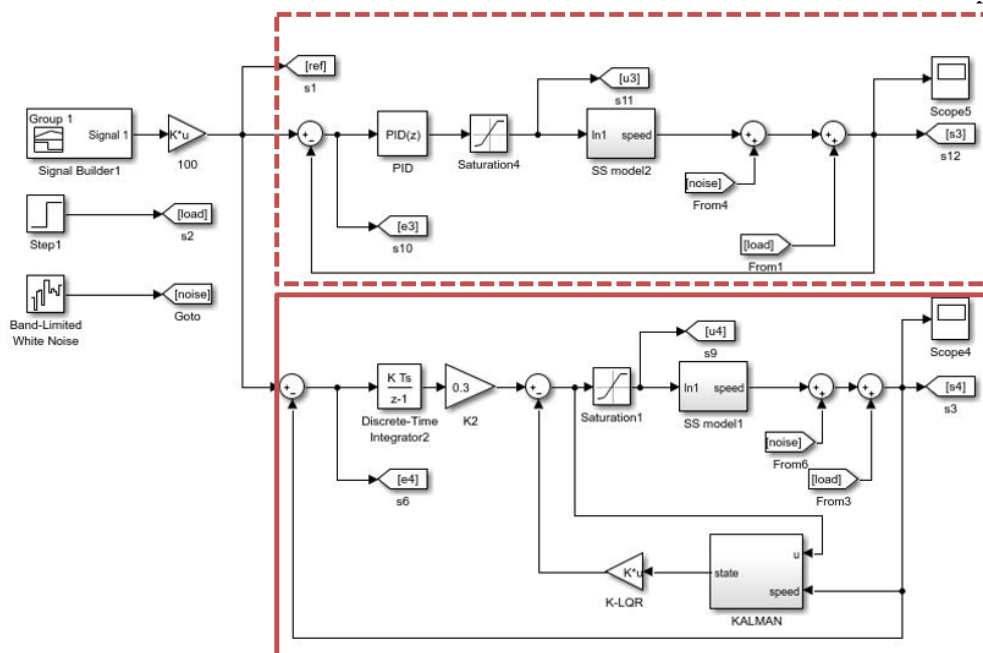 Group 1
Signal 1
Signal Builder1
K*u
100
Step1
[load]
s2
Band-Limited
White Noise
[noise]
Goto
[ref]
s1
+
-
PID(z)
PID
Saturation4
[u3]
s11
In1 speed
SS model2
+
+
+
+
[noise]
From4
[load]
From1
[e3]
s10
Scope5
[s3]
s12
+
-
K Ts
z-1
Discrete-Time
Integrator2
0.3
K2
+
-
Saturation1
[u4]
s9
In1 speed
SS model1
+
+
+
+
[noise]
From6
[load]
From3
[e4]
s6
Scope4
[s4]
s3
K*u
K-LQR
u
state
speed
KALMAN